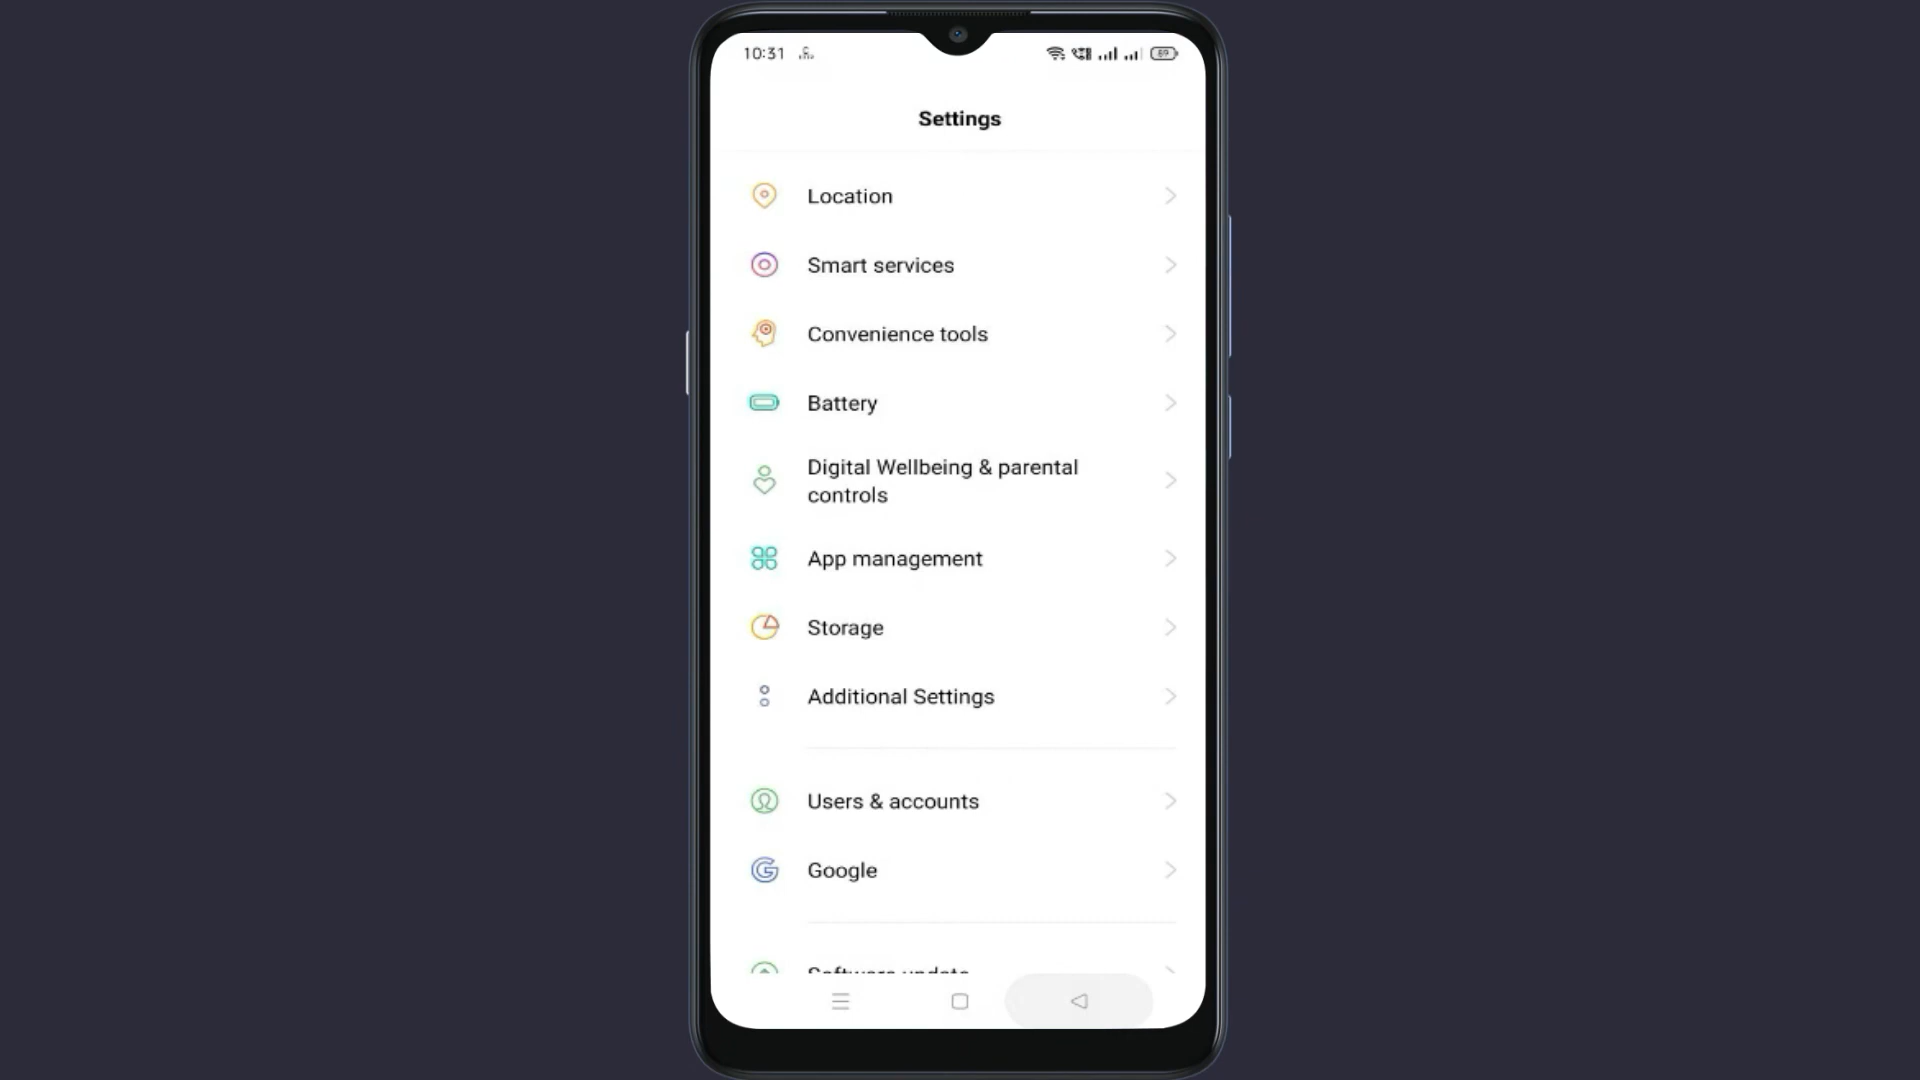 10:31
89
Settings
Location
Smart services
Convenience tools
Battery
Digital Wellbeing & parental
controls
App management
Storage
Additional Settings
Users & accounts
Google
Software update